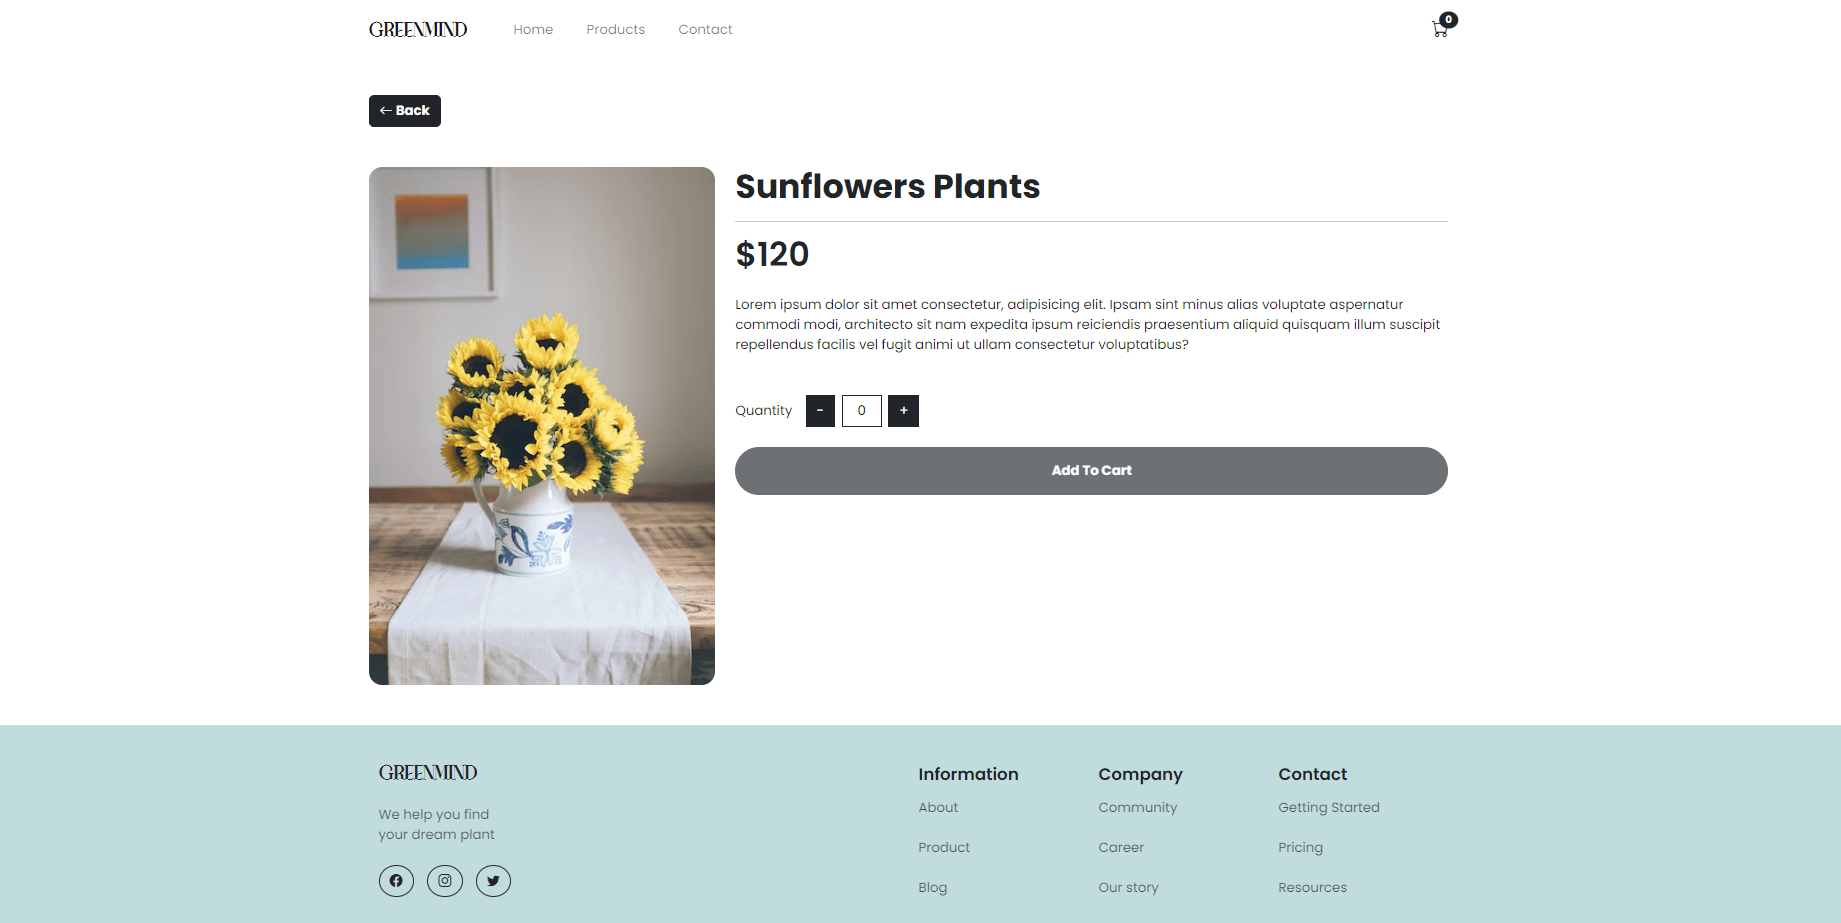 GREENMIND
Home
Products
Contact
0
← Back
Sunflowers Plants
$120
Lorem ipsum dolor sit amet consectetur, adipisicing elit. Ipsam sint minus alias voluptate aspernatur
commodi modi, architecto sit nam expedita ipsum reiciendis praesentium aliquid quisquam illum suscipit
repellendus facilis vel fugit animi ut ullam consectetur voluptatibus?
Quantity - 0 +
Add To Cart
GREENMIND
We help you find
your dream plant
Information
About
Product
Blog
Company
Community
Career
Our story
Contact
Getting Started
Pricing
Resources